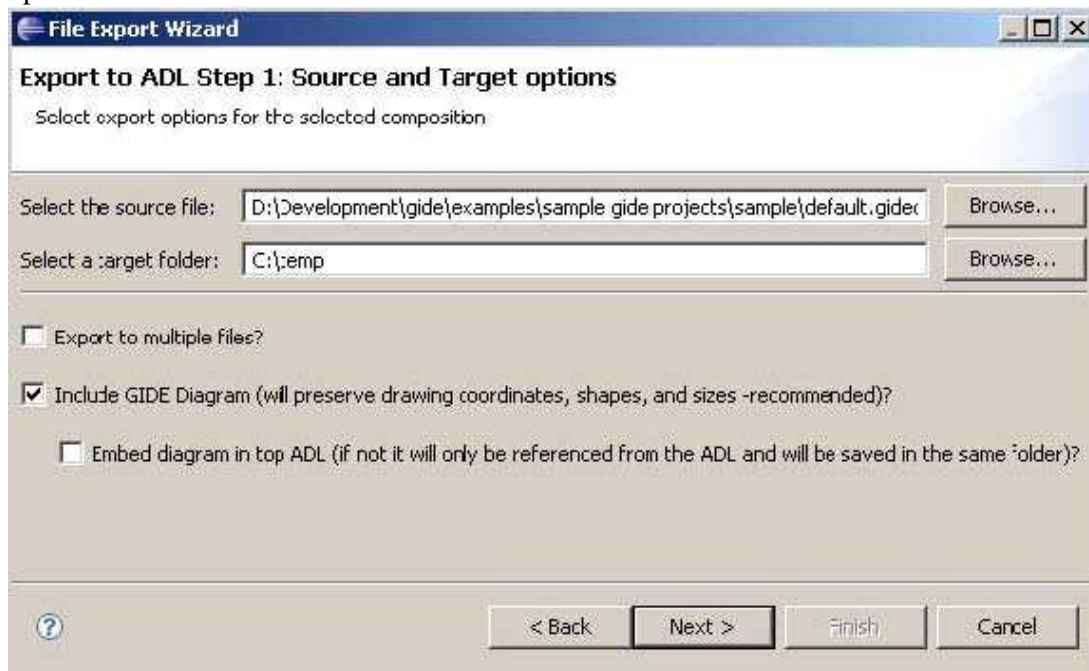 File Export Wizard
Export to ADL Step 1: Source and Target options
Select export options for the selected composition
Select the source file: D:\Development\gide\examples\sample gide projects\sample\default.gidec Browse...
Select a target folder: C:\temp Browse...
Export to multiple files?
Include GIDE Diagram (will preserve drawing coordinates, shapes, and sizes -recommended)?
Embed diagram in top ADL (if not it will only be referenced from the ADL and will be saved in the same folder)?
< Back Next > Finish Cancel